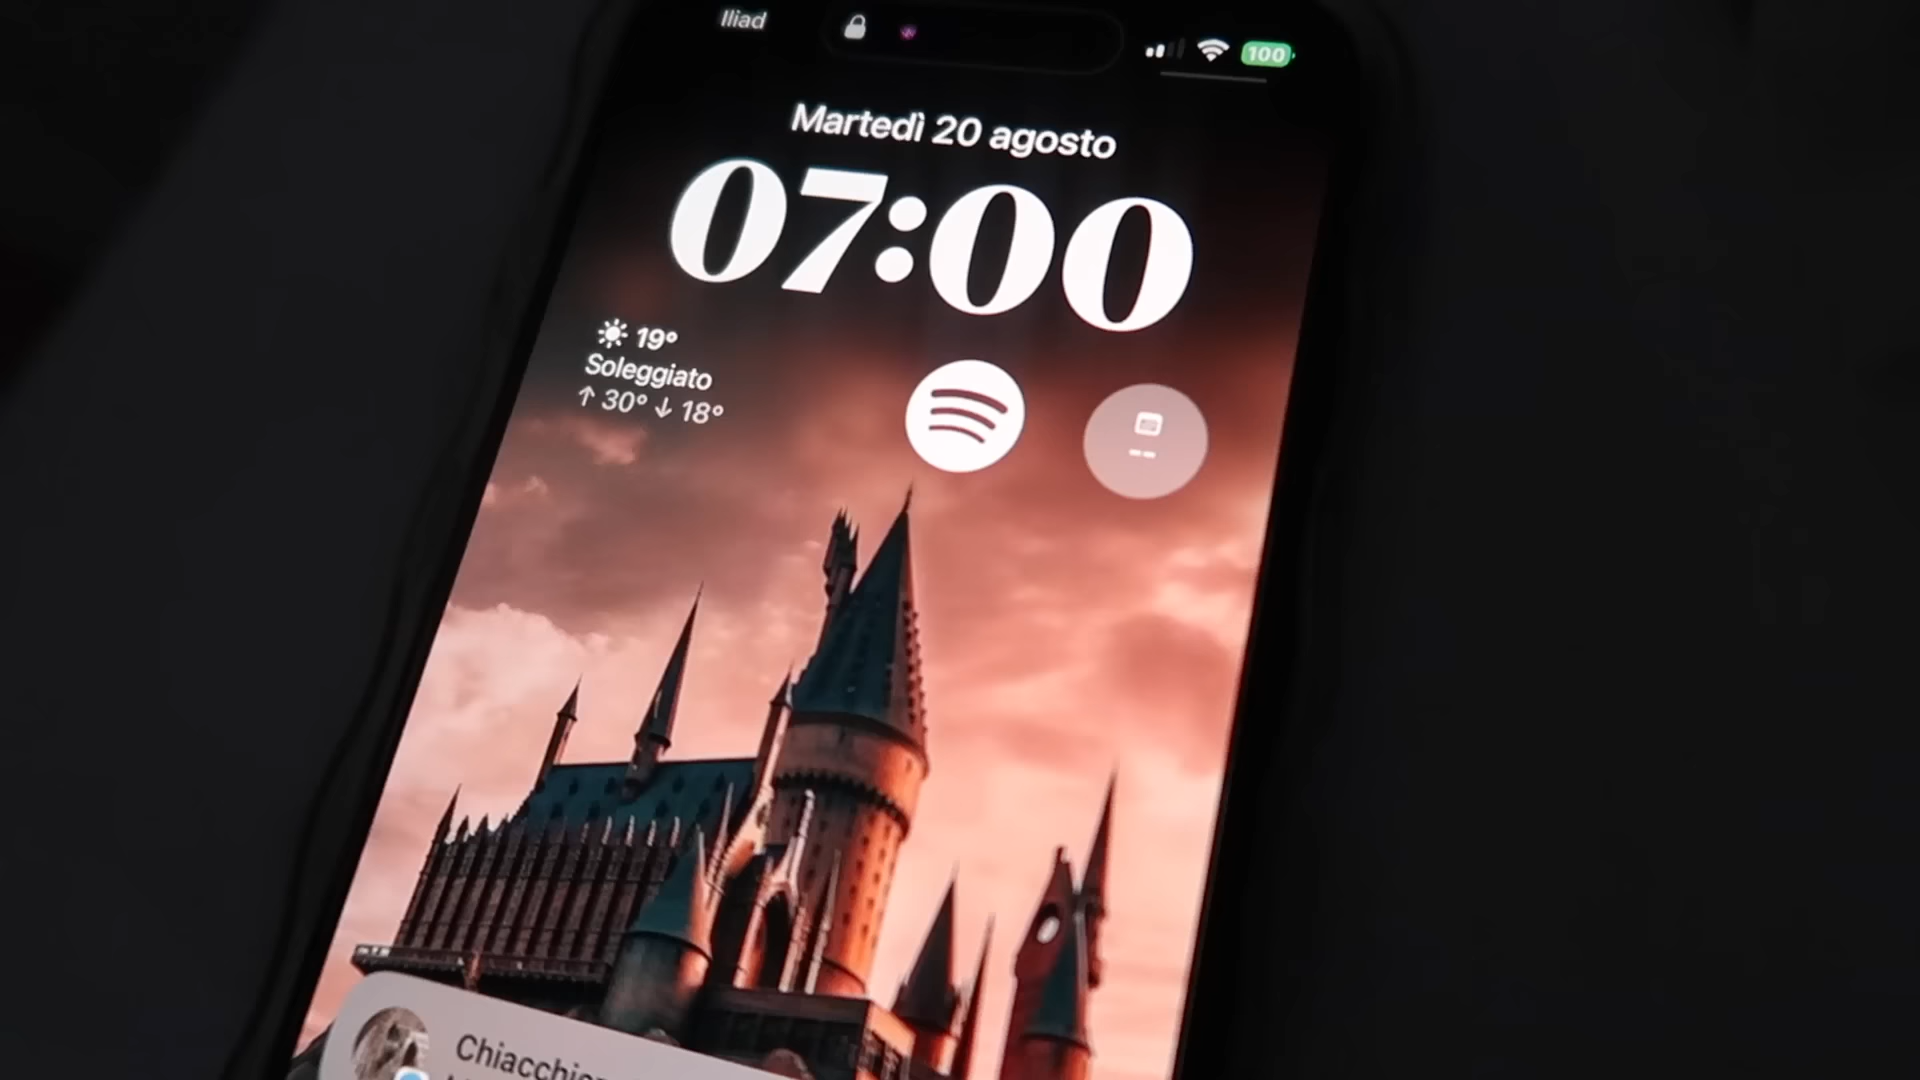 Iliad
100
Martedì 20 agosto
07:00
19°
Soleggiato
↑ 30° ↓ 18°